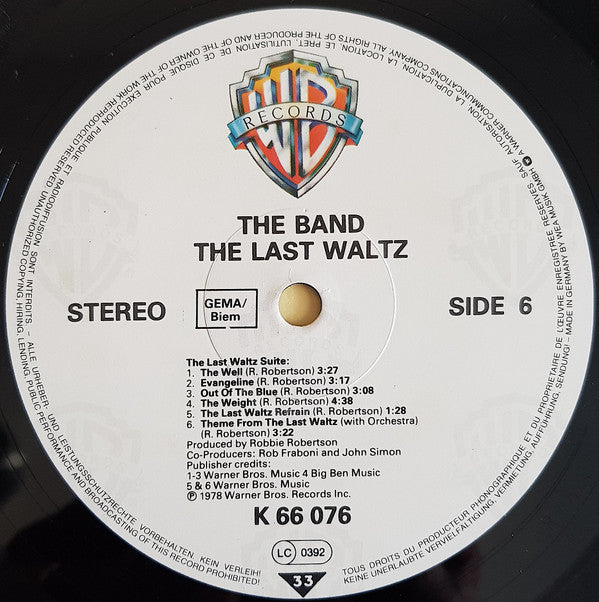 WB
RECORDS
THE BAND
THE LAST WALTZ
STEREO
GEMA/
Biem
SIDE 6
The Last Waltz Suite:
1. The Well (R. Robertson) 3:27
2. Evangeline (R. Robertson) 3:17
3. Out Of The Blue (R. Robertson) 3:08
4. The Weight (R. Robertson) 4:38
5. The Last Waltz Refrain (R. Robertson) 1:28
6. Theme From The Last Waltz (with Orchestra)
(R. Robertson) 3:22
Produced by Robbie Robertson
Co-Producers: Rob Fraboni and John Simon
Publisher credits:
1-3 Warner Bros. Music 4 Big Ben Music
5 & 6 Warner Bros. Music
℗ 1978 Warner Bros. Records Inc.
K 66 076
LC 0392
33
ALL RIGHTS OF THE PRODUCER AND OF THE OWNER OF THE WORK REPRODUCED RESERVED UNAUTHORIZED COPYING, HIRING, LENDING, PUBLIC PERFORMANCE AND BROADCASTING OF THIS RECORD PROHIBITED!
LA DUPLICATION, LE PRET, L'UTILISATION DE CE DISQUE POUR EXECUTION PUBLIQUE ET RADIODIFFUSION SONT INTERDITS - ALLE URHEBER- UND LEISTUNGSSCHUTZRECHTE VORBEHALTEN KEIN VERLEIH!
TOUS DROITS DU PRODUCTEUR PHONOGRAPHIQUE ET DU PROPRIETAIRE DE L'ŒUVRE ENREGISTREE RESERVES SAUF AUTORISATION,
KEINE UNERLAUBTE VERVIELFALTIGUNG, VERMIETUNG, AUFFÜHRUNG, SENDUNG! - MADE IN GERMANY BY WEA MUSIK GMBH A WARNER COMMUNICATIONS COMPANY